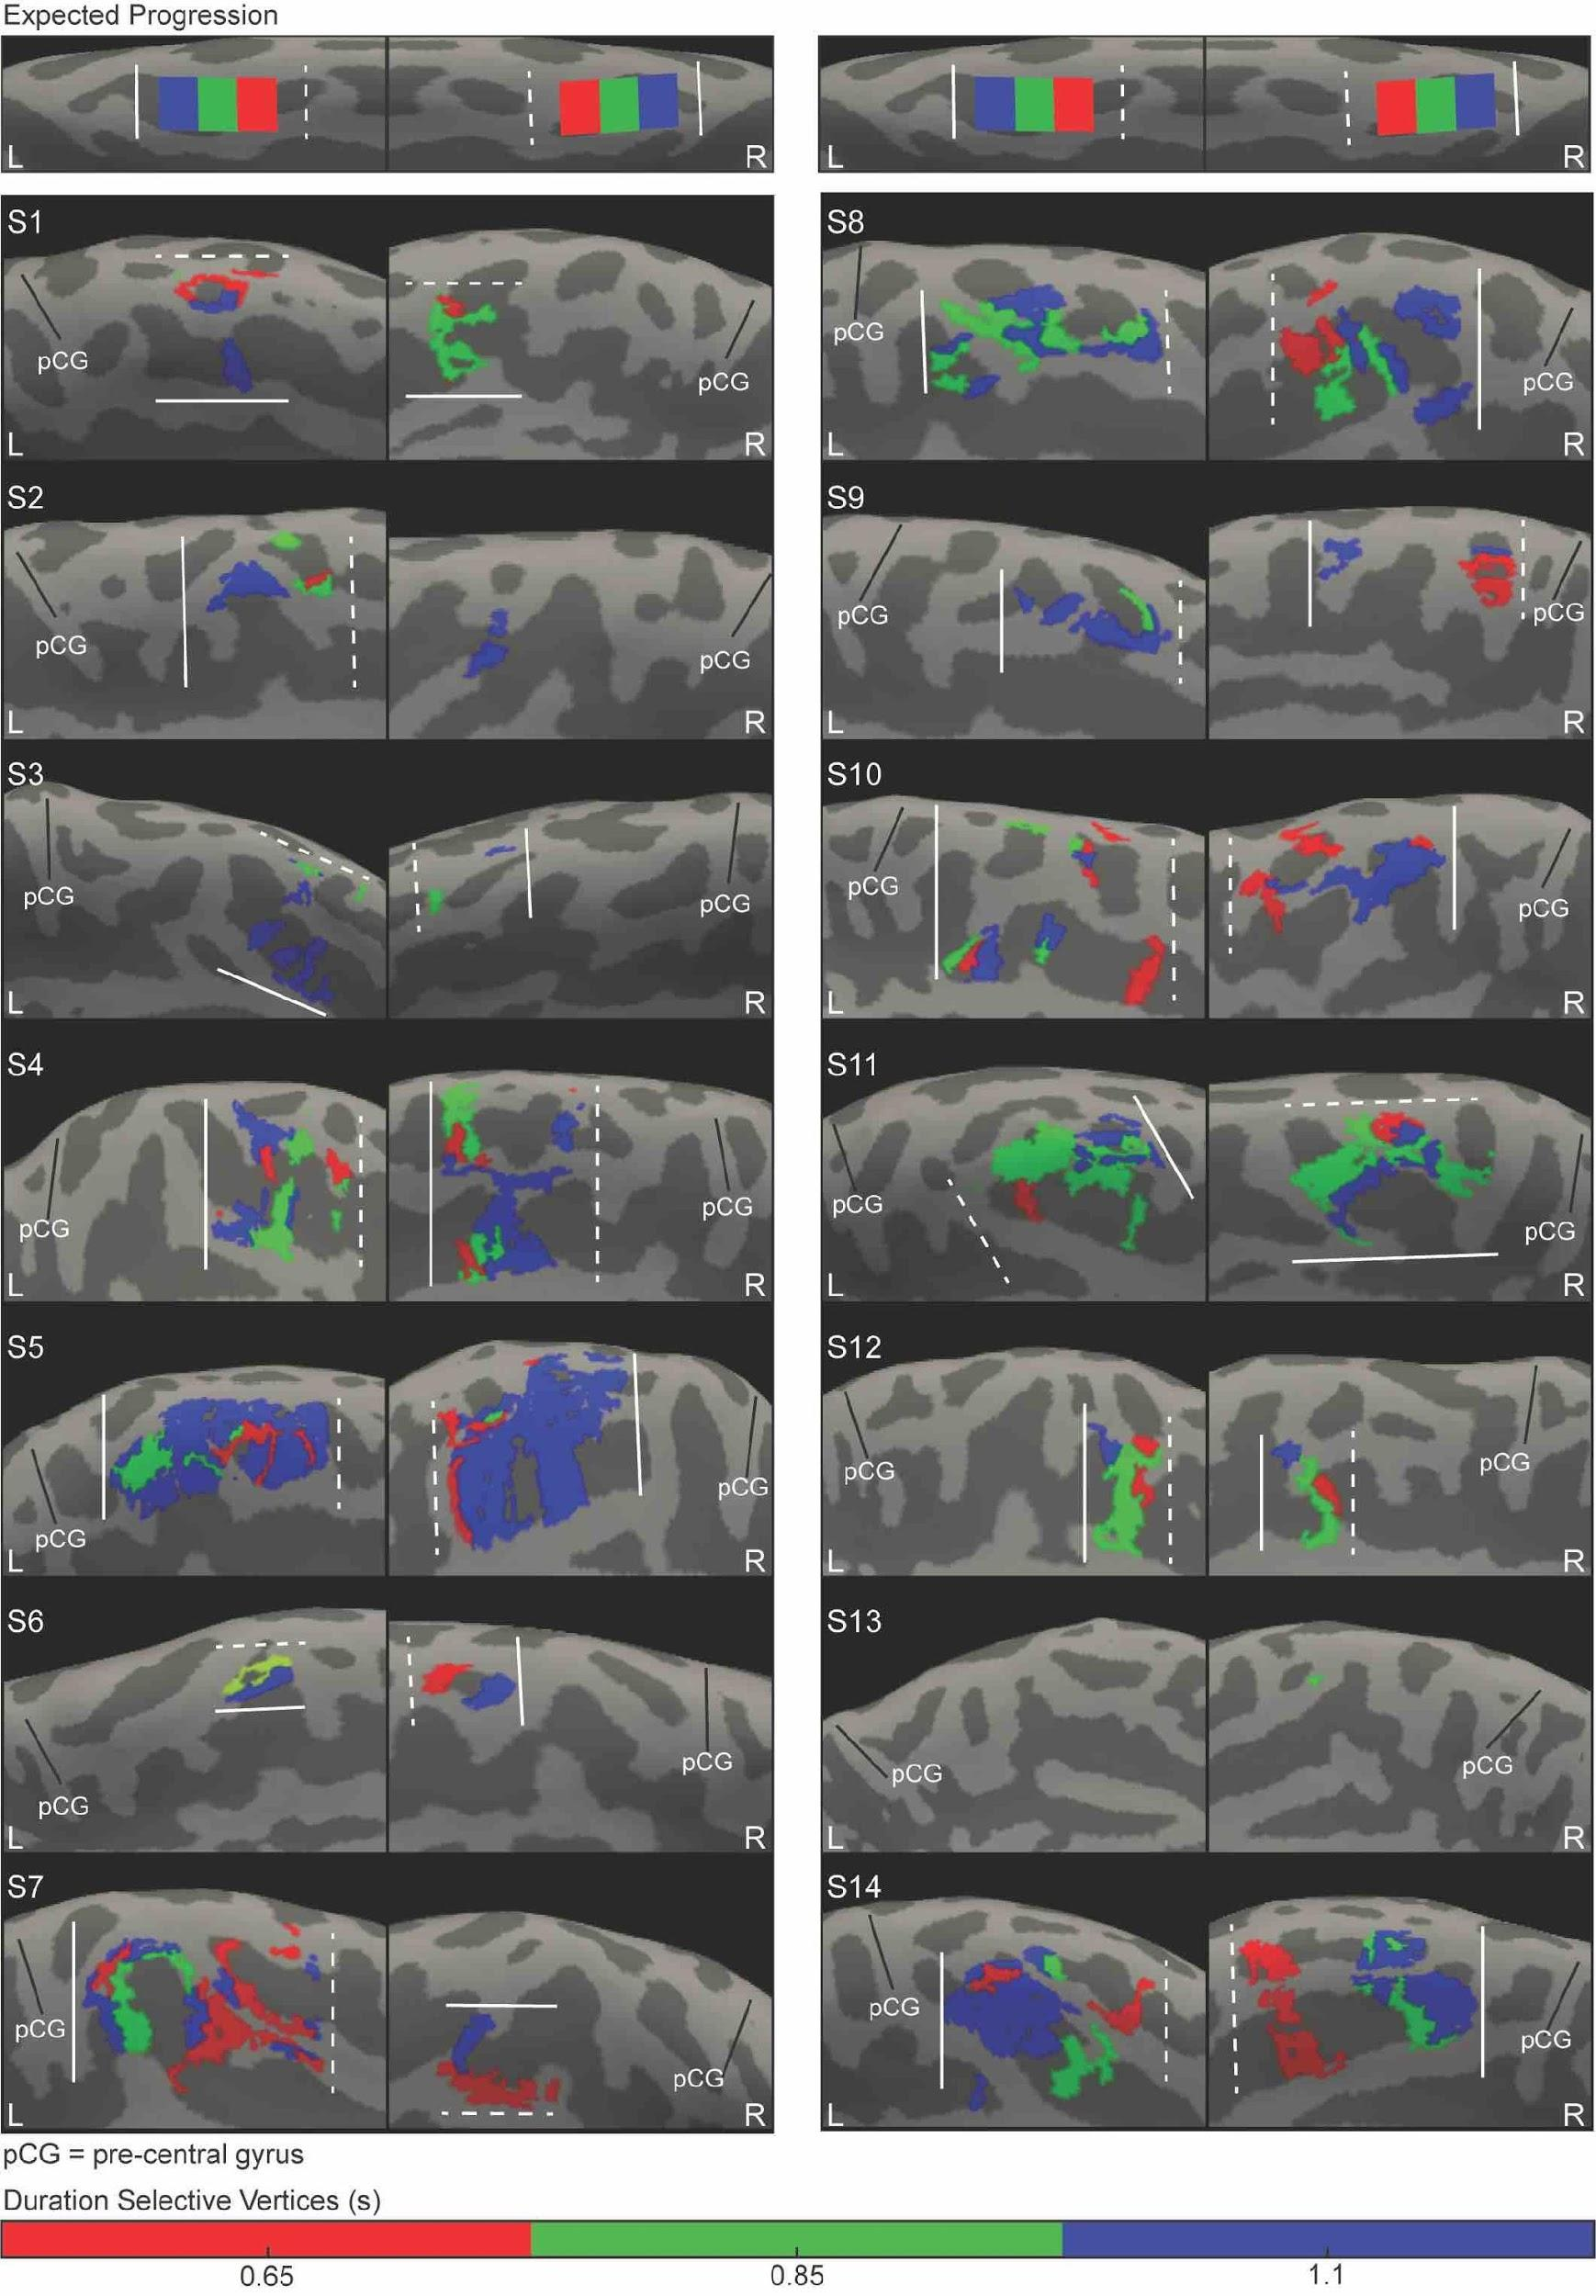 Expected Progression
L R L R
S1
pCG pCG
L R
S2
pCG pCG
L R
S3
pCG pCG
L R
S4
pCG pCG
L R
S5
pCG pCG
L R
S6
pCG pCG
L R
S7
pCG pCG
L R
S8
pCG pCG
L R
S9
pCG pCG
L R
S10
pCG pCG
L R
S11
pCG pCG
L R
S12
pCG pCG
L R
S13
pCG pCG
L R
S14
pCG pCG
L R
pCG = pre-central gyrus
Duration Selective Vertices (s)
0.65 0.85 1.1